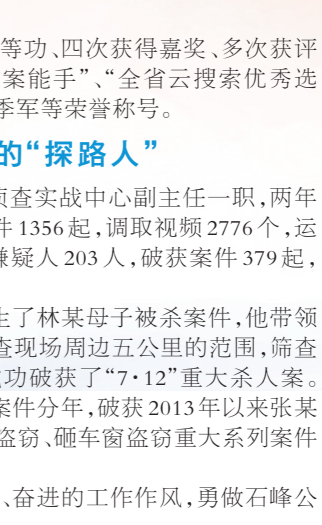 等功、四次获得嘉奖、多次获评
案能手”、“全省云搜索优秀选
季军等荣誉称号。
的“探路人”
侦查实战中心副主任一职，两年
件1356起，调取视频2776个，运
嫌疑人203人，破获案件379起，
生了林某母子被杀案件，他带领
查现场周边五公里的范围，筛查
功破获了“7·12”重大杀人案。
案件分年，破获2013年以来张某
盗窃、砸车窗盗窃重大系列案件
、奋进的工作作风，勇做石峰公